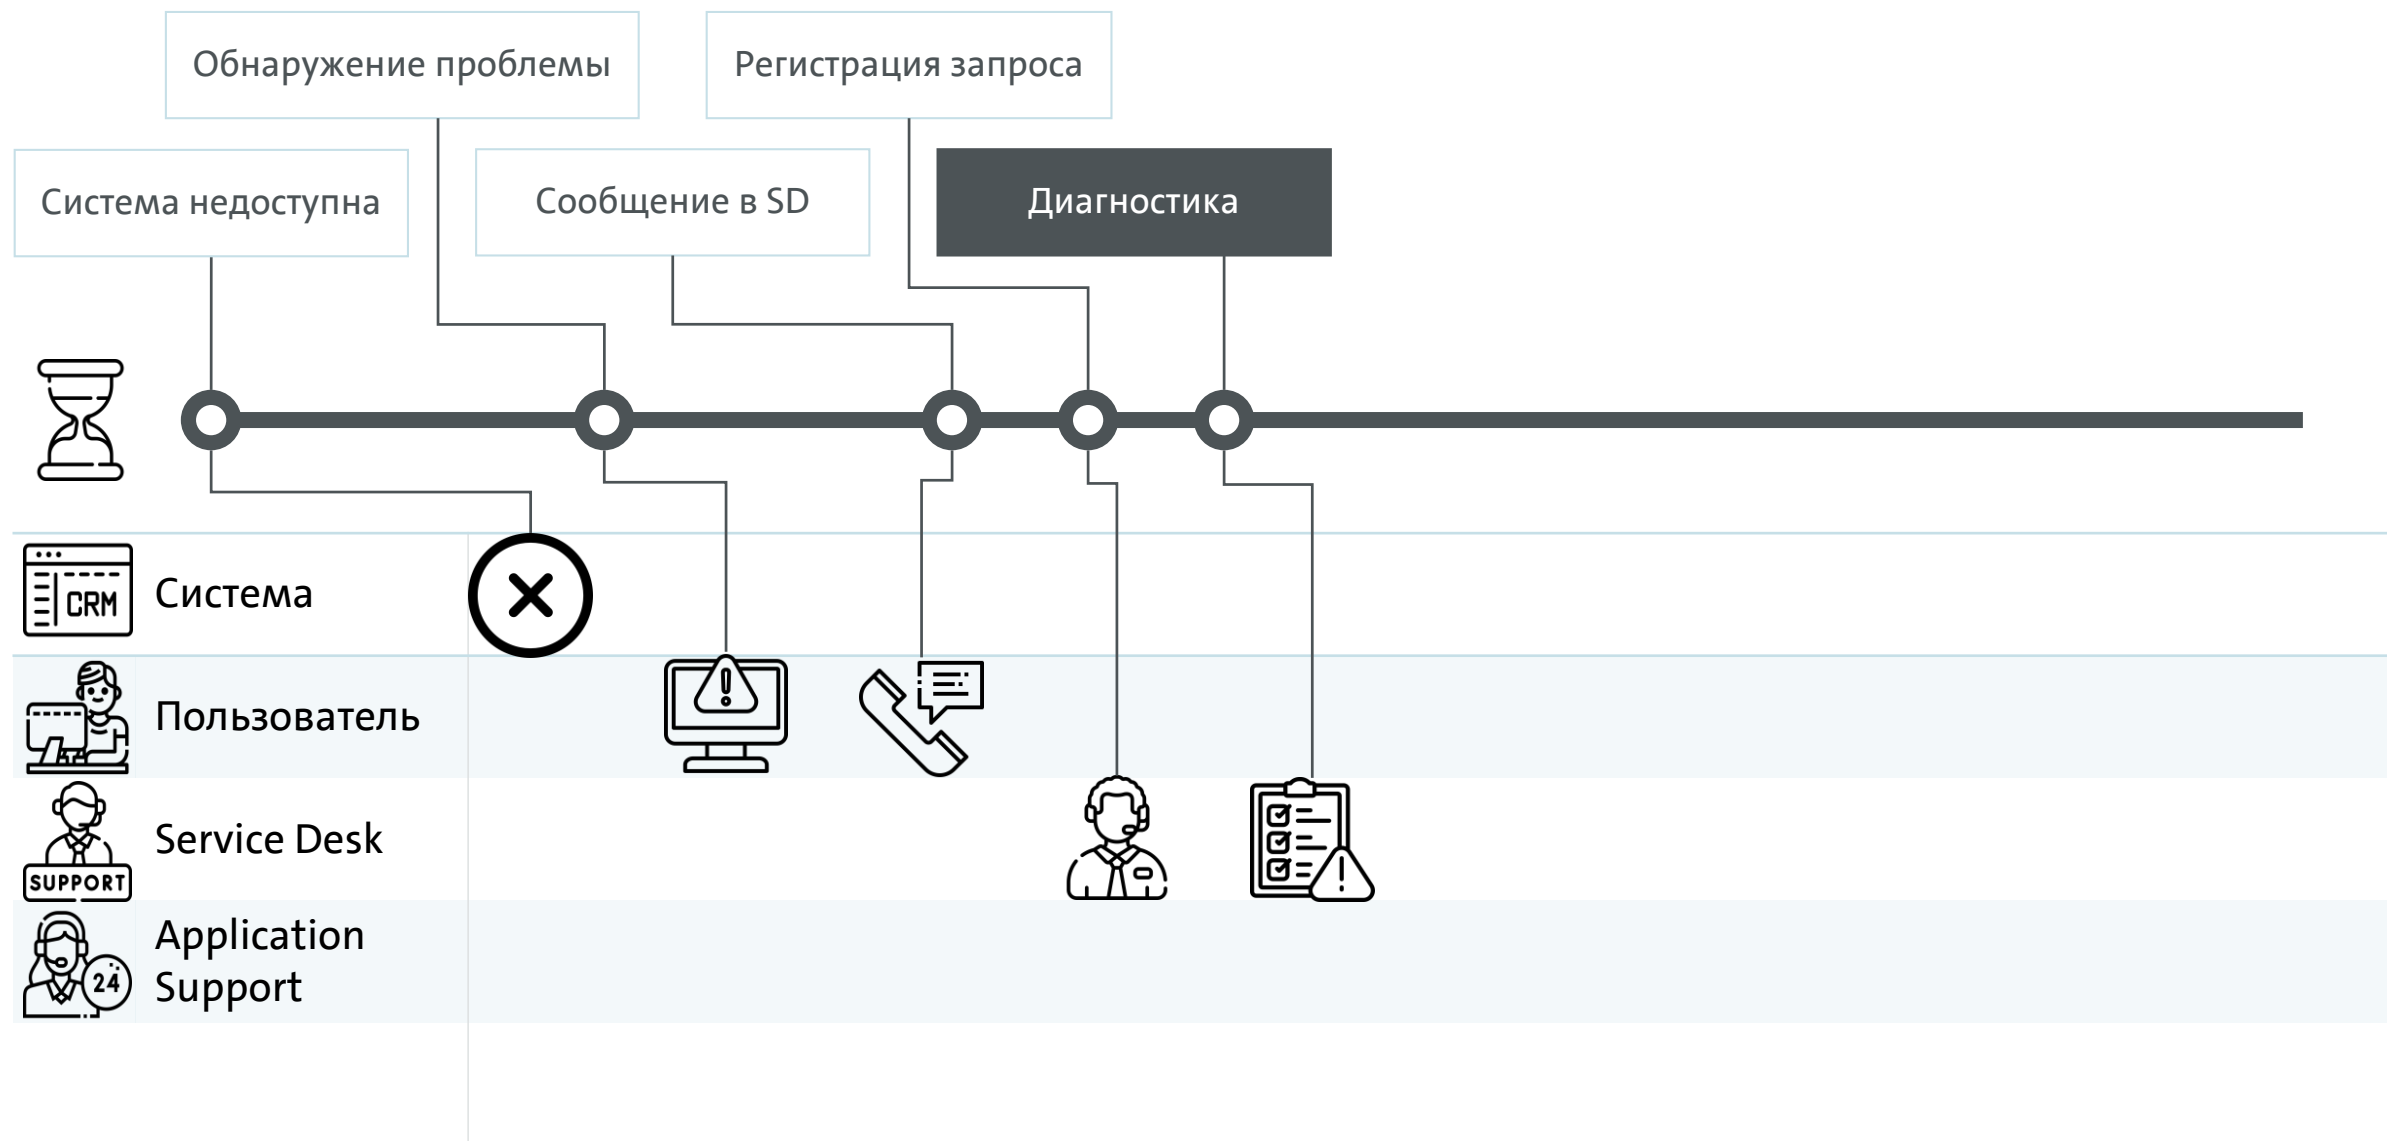 Обнаружение проблемы
Регистрация запроса
Система недоступна
Сообщение в SD
Диагностика
CRM
Система
Пользователь
Service Desk
SUPPORT
Application
Support
24